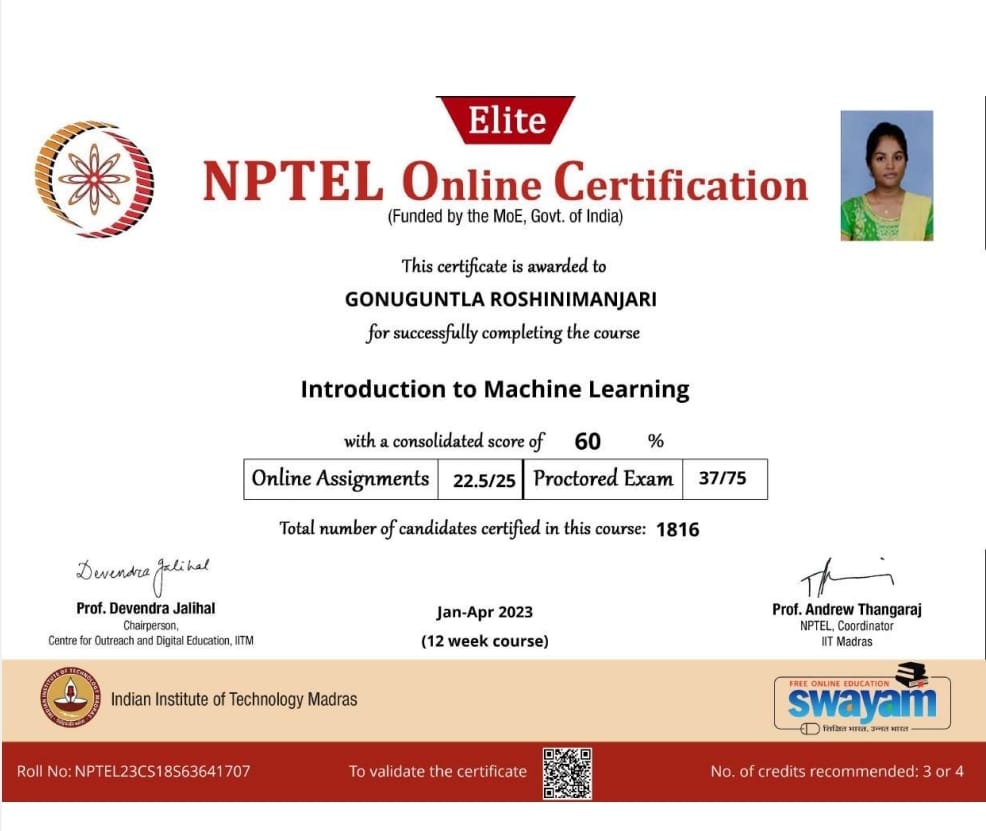 Elite
NPTEL Online Certification
(Funded by the MoE, Govt. of India)
This certificate is awarded to
GONUGUNTLA ROSHINIMANJARI
for successfully completing the course
Introduction to Machine Learning
with a consolidated score of 60 %
Online Assignments 22.5/25 Proctored Exam 37/75
Total number of candidates certified in this course: 1816
Devendra Jalihal
Prof. Devendra Jalihal
Chairperson,
Centre for Outreach and Digital Education, IITM
Jan-Apr 2023
(12 week course)
Prof. Andrew Thangaraj
NPTEL, Coordinator
IIT Madras
Indian Institute of Technology Madras
FREE ONLINE EDUCATION
swayam
शिक्षित भारत, उन्नत भारत
Roll No: NPTEL23CS18S63641707
To validate the certificate
No. of credits recommended: 3 or 4